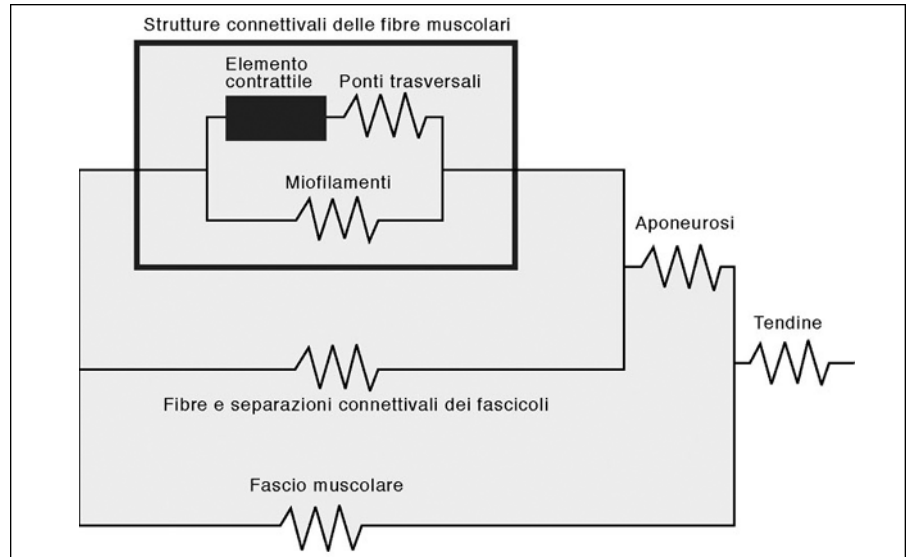 Strutture connettivali delle fibre muscolari
Elemento
contrattile
Ponti trasversali
Miofilamenti
Aponeurosi
Tendine
Fibre e separazioni connettivali dei fascicoli
Fascio muscolare